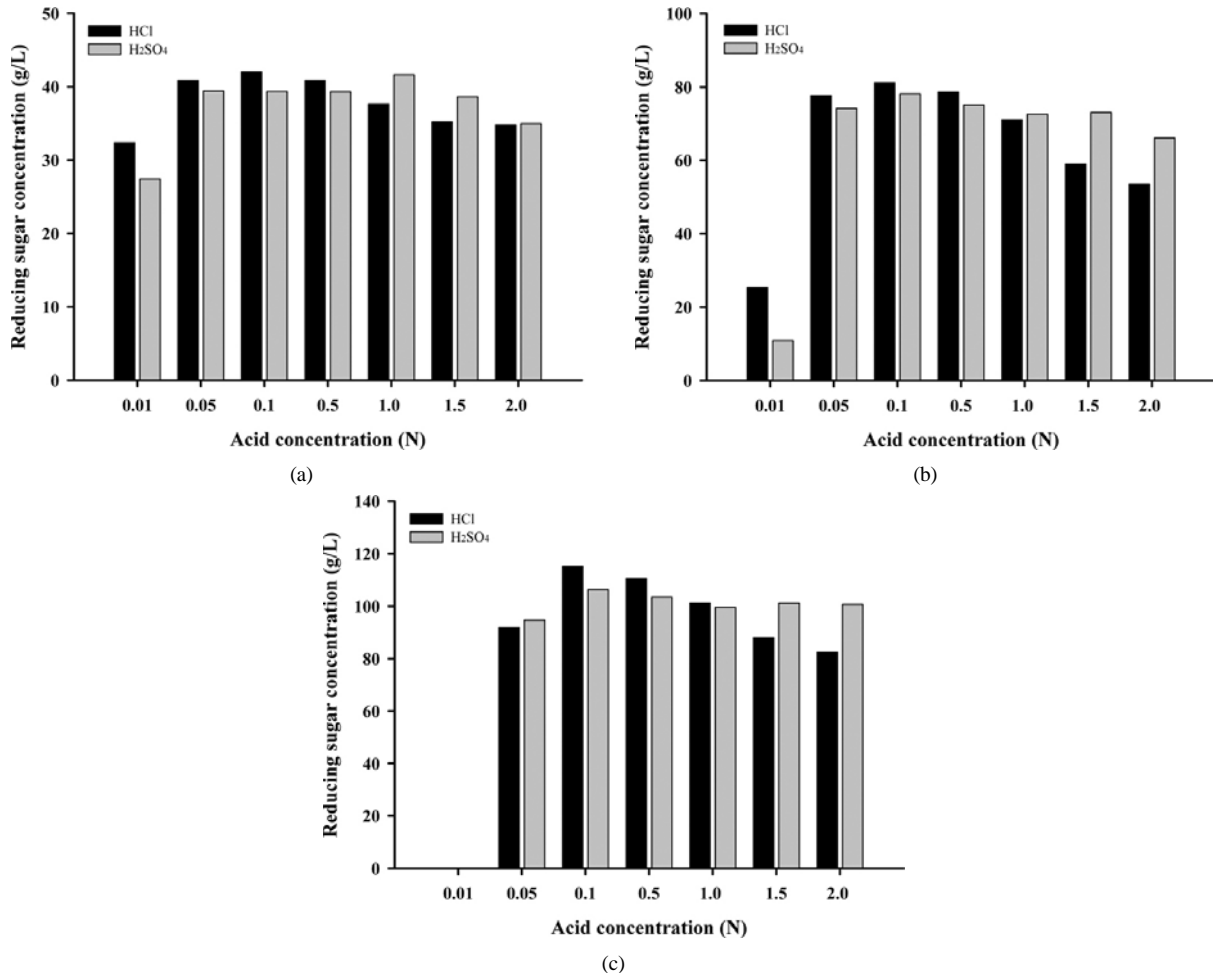 50
40
30
20
10
0
Reducing sugar concentration (g/L)
HCl
H₂SO₄
0.01 0.05 0.1 0.5 1.0 1.5 2.0
Acid concentration (N)
(a)
100
80
60
40
20
0
Reducing sugar concentration (g/L)
HCl
H₂SO₄
0.01 0.05 0.1 0.5 1.0 1.5 2.0
Acid concentration (N)
(b)
140
120
100
80
60
40
20
0
Reducing sugar concentration (g/L)
HCl
H₂SO₄
0.01 0.05 0.1 0.5 1.0 1.5 2.0
Acid concentration (N)
(c)